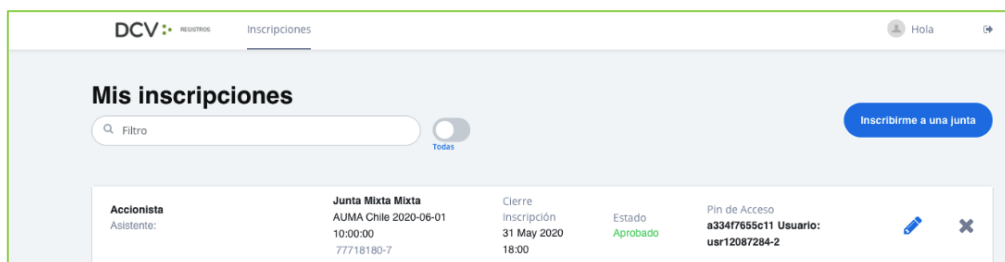 DCV REGISTROS Inscripciones Hola
Mis inscripciones
Filtro
Todas
Inscribirme a una junta
Accionista
Asistente:
Junta Mixta Mixta
AUMA Chile 2020-06-01
10:00:00
77718180-7
Cierre
Inscripción
31 May 2020
18:00
Estado
Aprobado
Pin de Acceso
a334f7655c11 Usuario:
usr12087284-2